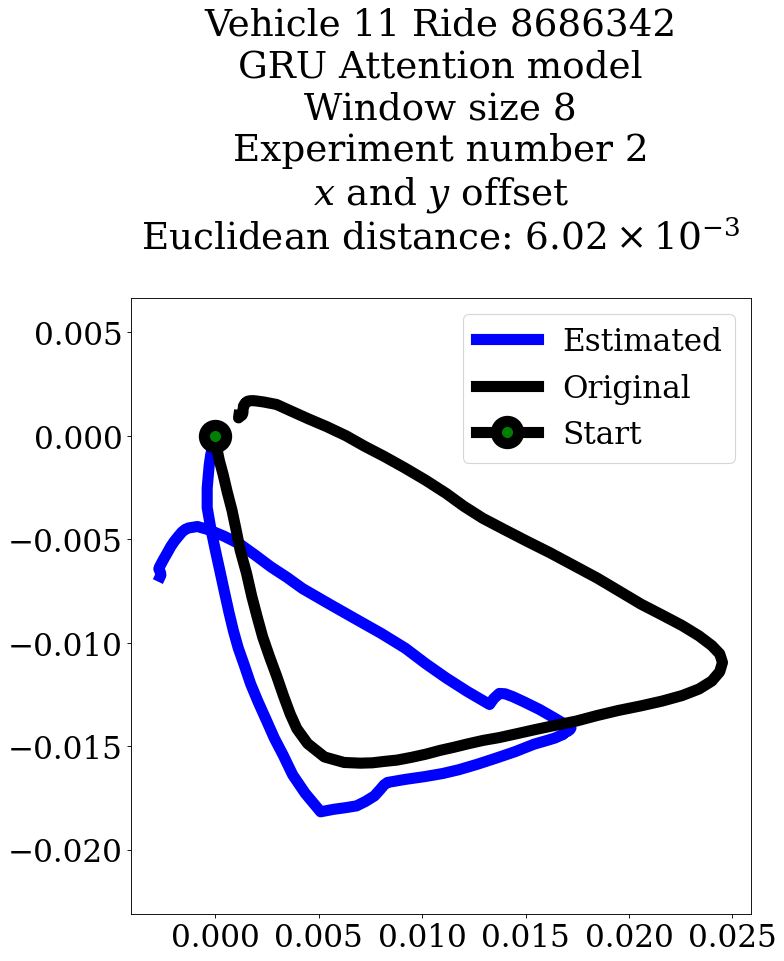 Vehicle 11 Ride 8686342
GRU Attention model
Window size 8
Experiment number 2
x and y offset
Euclidean distance: 6.02 × 10⁻³
Estimated
Original
Start
0.005
0.000
−0.005
−0.010
−0.015
−0.020
0.000 0.005 0.010 0.015 0.020 0.025